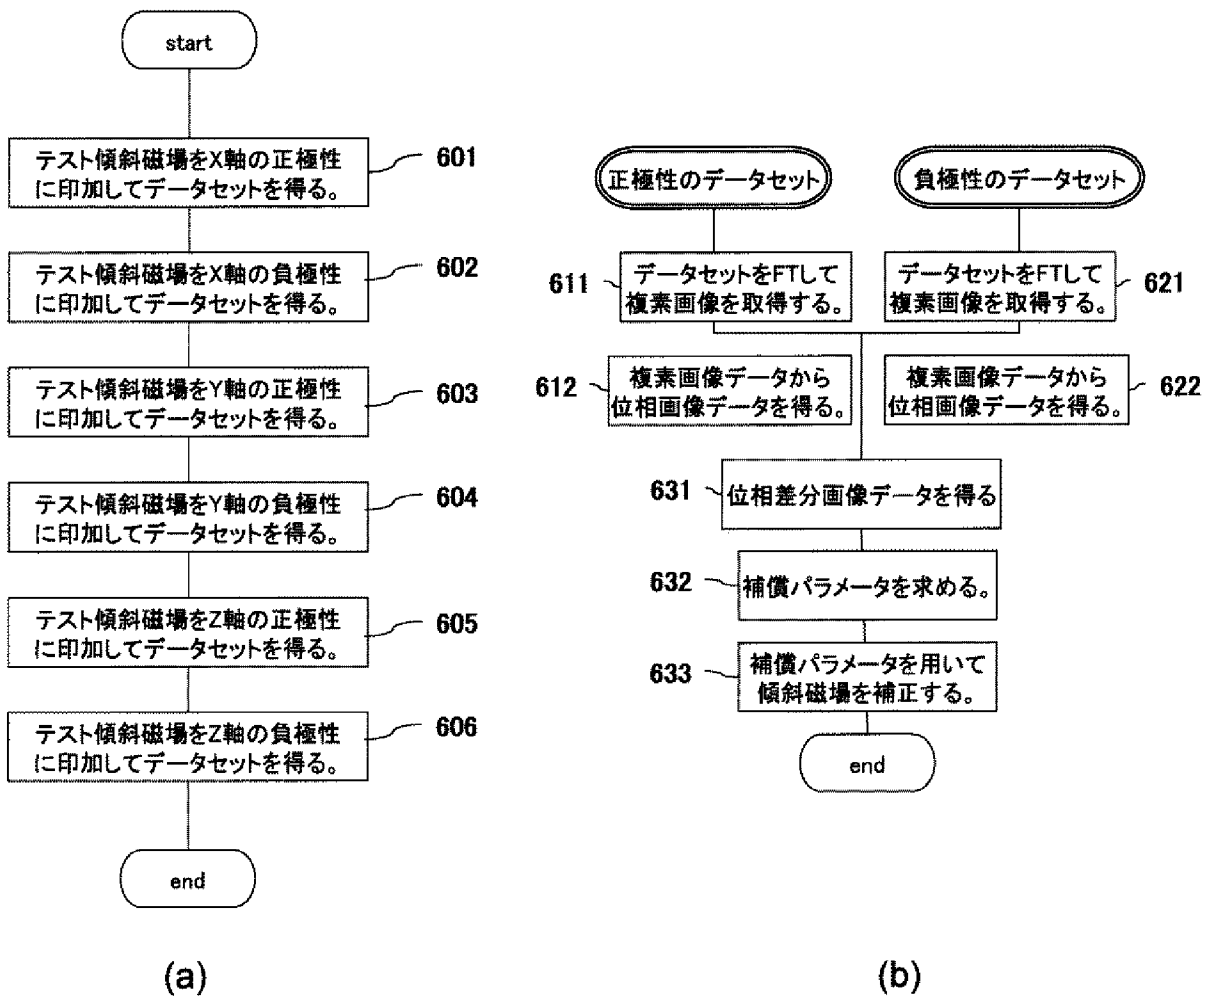 start
テスト傾斜磁場をX軸の正極性
に印加してデータセットを得る。
601
テスト傾斜磁場をX軸の負極性
に印加してデータセットを得る。
602
テスト傾斜磁場をY軸の正極性
に印加してデータセットを得る。
603
テスト傾斜磁場をY軸の負極性
に印加してデータセットを得る。
604
テスト傾斜磁場をZ軸の正極性
に印加してデータセットを得る。
605
テスト傾斜磁場をZ軸の負極性
に印加してデータセットを得る。
606
end
(a)
正極性のデータセット
負極性のデータセット
611
データセットをFTして
複素画像を取得する。
データセットをFTして
複素画像を取得する。
621
612
複素画像データから
位相画像データを得る。
複素画像データから
位相画像データを得る。
622
631
位相差分画像データを得る
632
補償パラメータを求める。
633
補償パラメータを用いて
傾斜磁場を補正する。
end
(b)